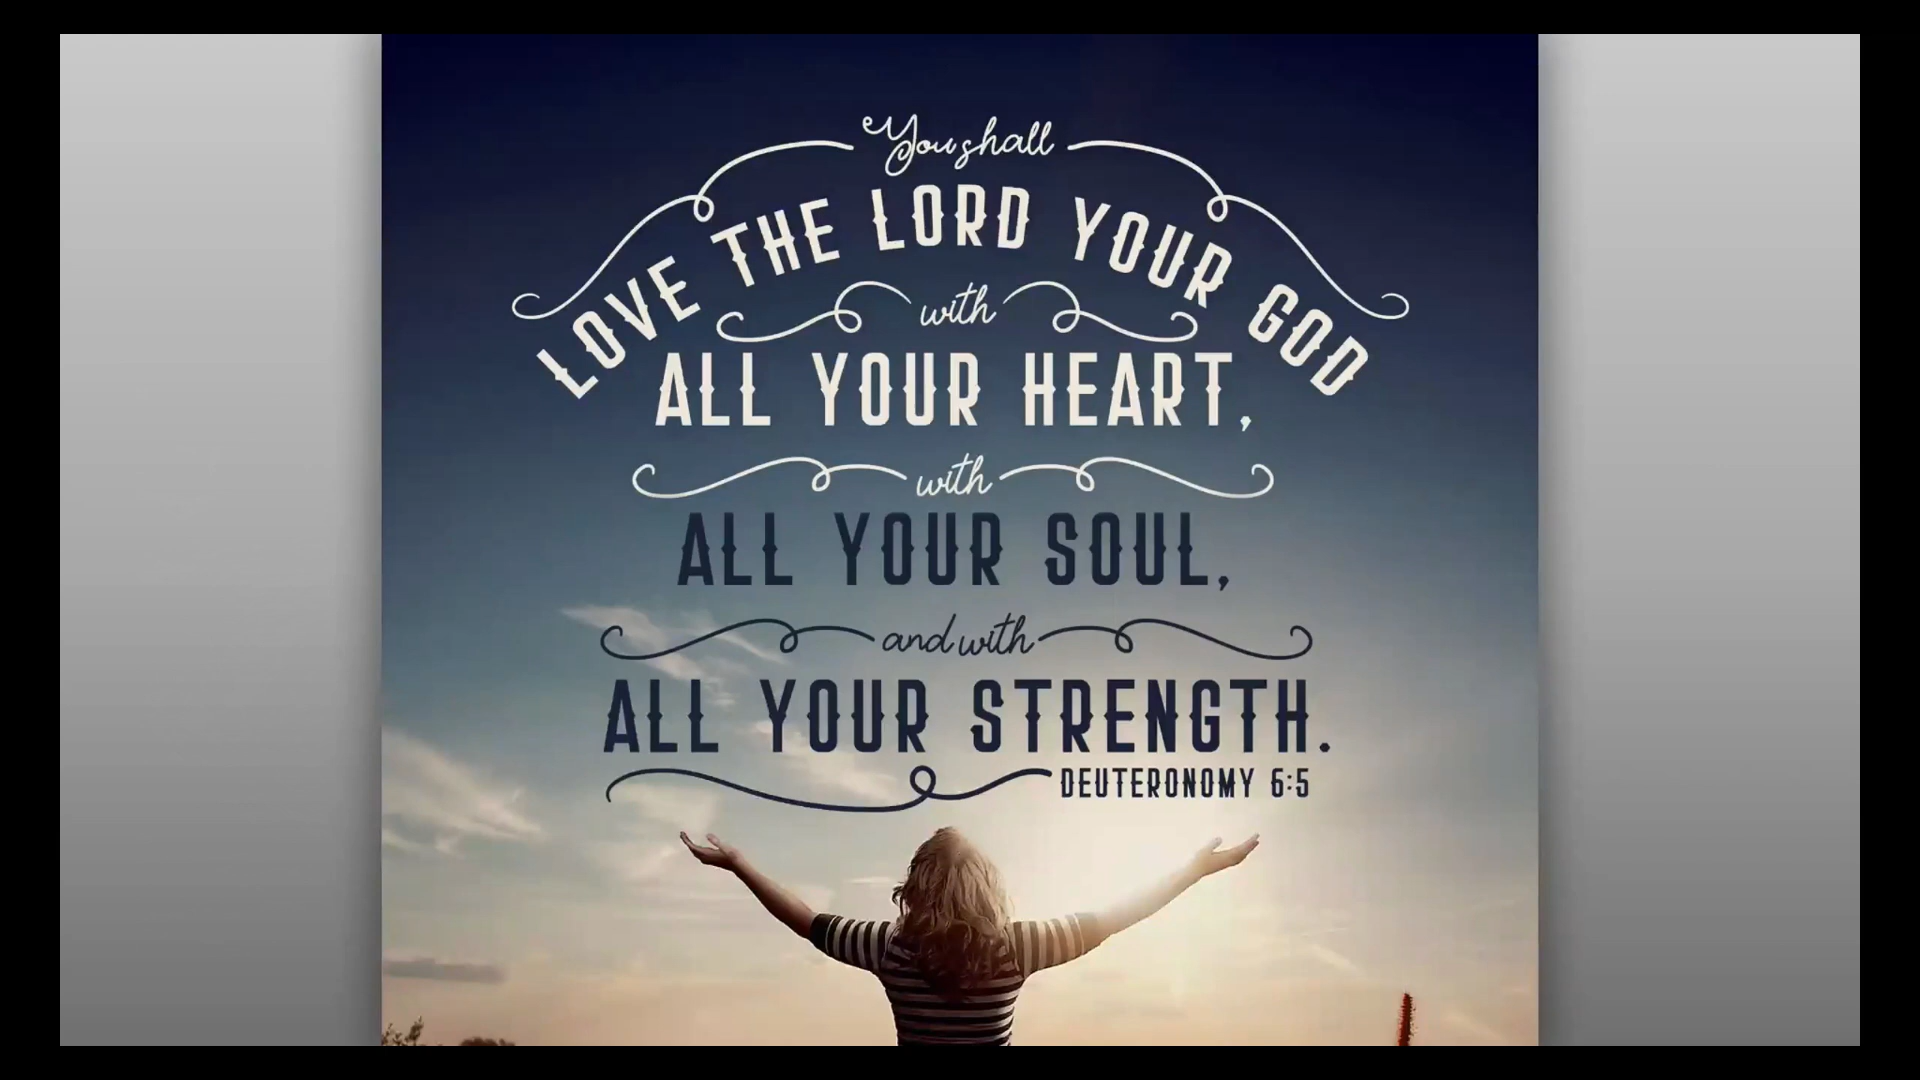 You shall
LOVE THE LORD YOUR GOD
with
ALL YOUR HEART,
with
ALL YOUR SOUL,
and with
ALL YOUR STRENGTH.
DEUTERONOMY 6:5